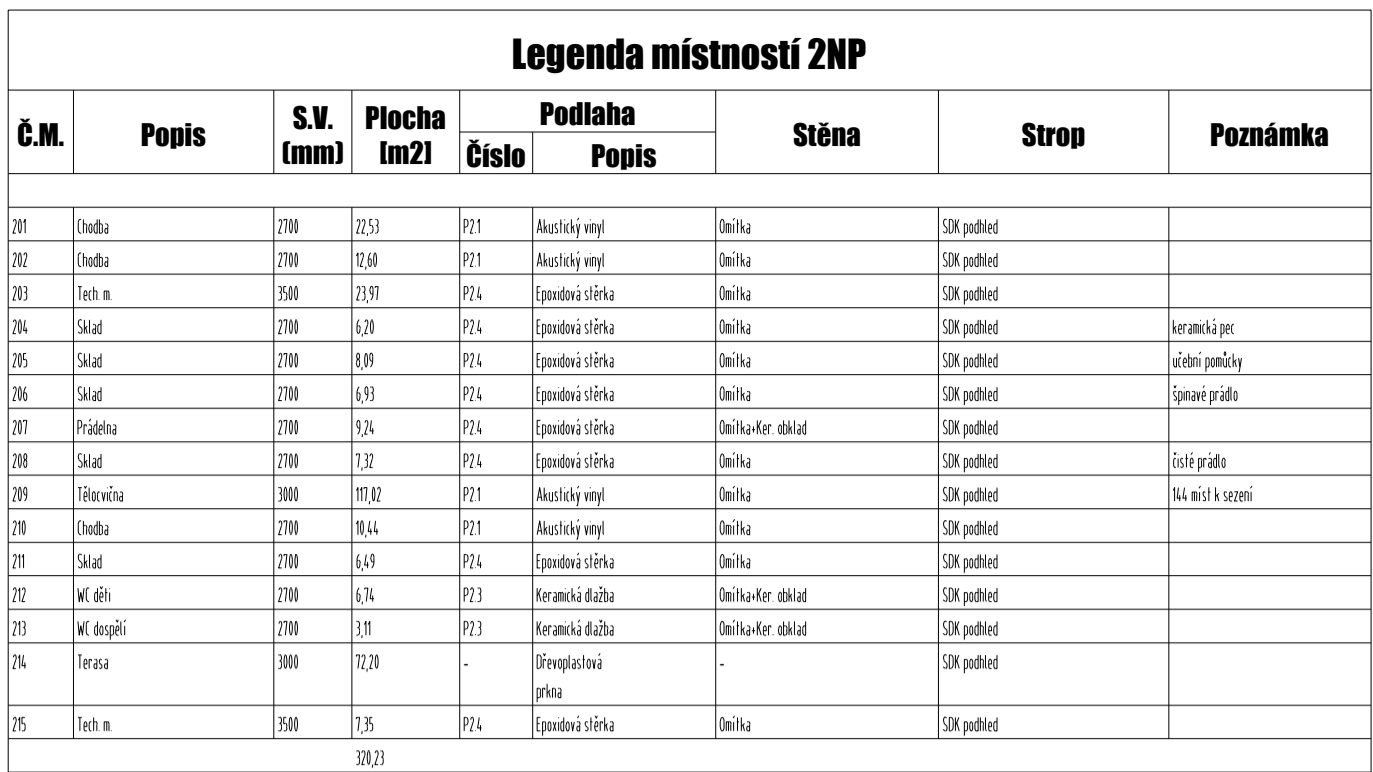 Legenda místností 2NP
Č.M. Popis S.V. (mm) Plocha [m2] Podlaha Stěna Strop Poznámka
Číslo Popis
201 Chodba 2700 22,53 P2.1 Akustický vinyl Omítka SDK podhled
202 Chodba 2700 12,60 P2.1 Akustický vinyl Omítka SDK podhled
203 Tech. m. 3500 23,97 P2.4 Epoxidová stěrka Omítka SDK podhled
204 Sklad 2700 6,20 P2.4 Epoxidová stěrka Omítka SDK podhled keramická pec
205 Sklad 2700 8,09 P2.4 Epoxidová stěrka Omítka SDK podhled učební pomůcky
206 Sklad 2700 6,93 P2.4 Epoxidová stěrka Omítka SDK podhled špinavé prádlo
207 Prádelna 2700 9,24 P2.4 Epoxidová stěrka Omítka+Ker. obklad SDK podhled
208 Sklad 2700 7,32 P2.4 Epoxidová stěrka Omítka SDK podhled čisté prádlo
209 Tělocvična 3000 117,02 P2.1 Akustický vinyl Omítka SDK podhled 144 míst k sezení
210 Chodba 2700 10,44 P2.1 Akustický vinyl Omítka SDK podhled
211 Sklad 2700 6,49 P2.4 Epoxidová stěrka Omítka SDK podhled
212 WC děti 2700 6,74 P2.3 Keramická dlažba Omítka+Ker. obklad SDK podhled
213 WC dospělí 2700 3,11 P2.3 Keramická dlažba Omítka+Ker. obklad SDK podhled
214 Terasa 3000 72,20 - Dřevoplastová - SDK podhled
prkna
215 Tech. m. 3500 7,35 P2.4 Epoxidová stěrka Omítka SDK podhled
320,23